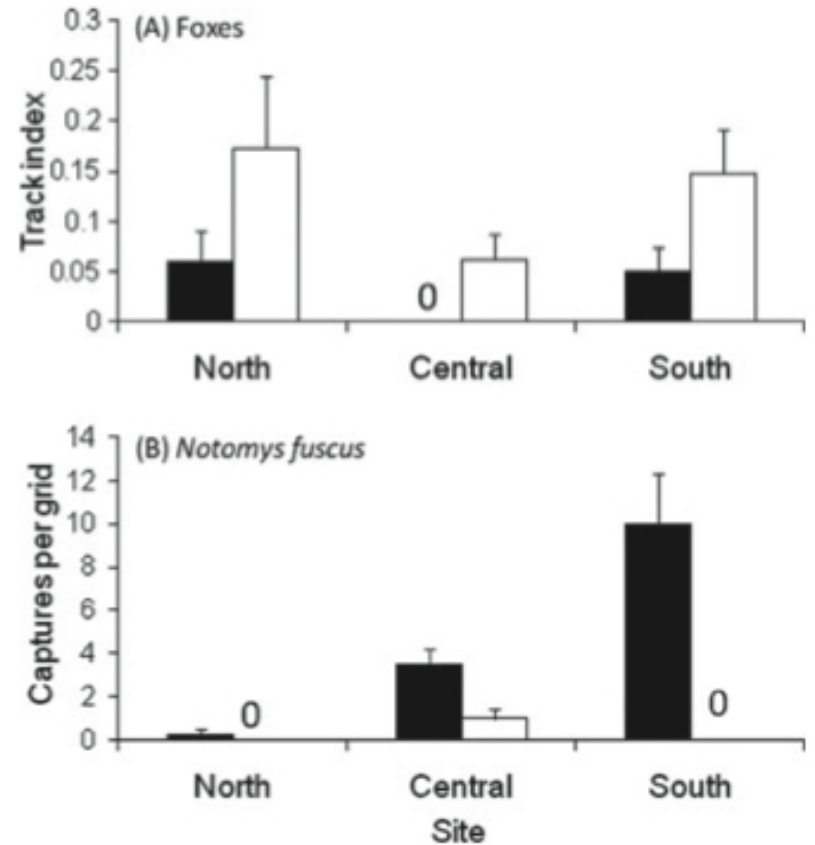 (A) Foxes
Track index
0.3
0.25
0.2
0.15
0.1
0.05
0
0
North Central South
(B) Notomys fuscus
Captures per grid
14
12
10
8
6
4
2
0
0
0
North Central South
Site